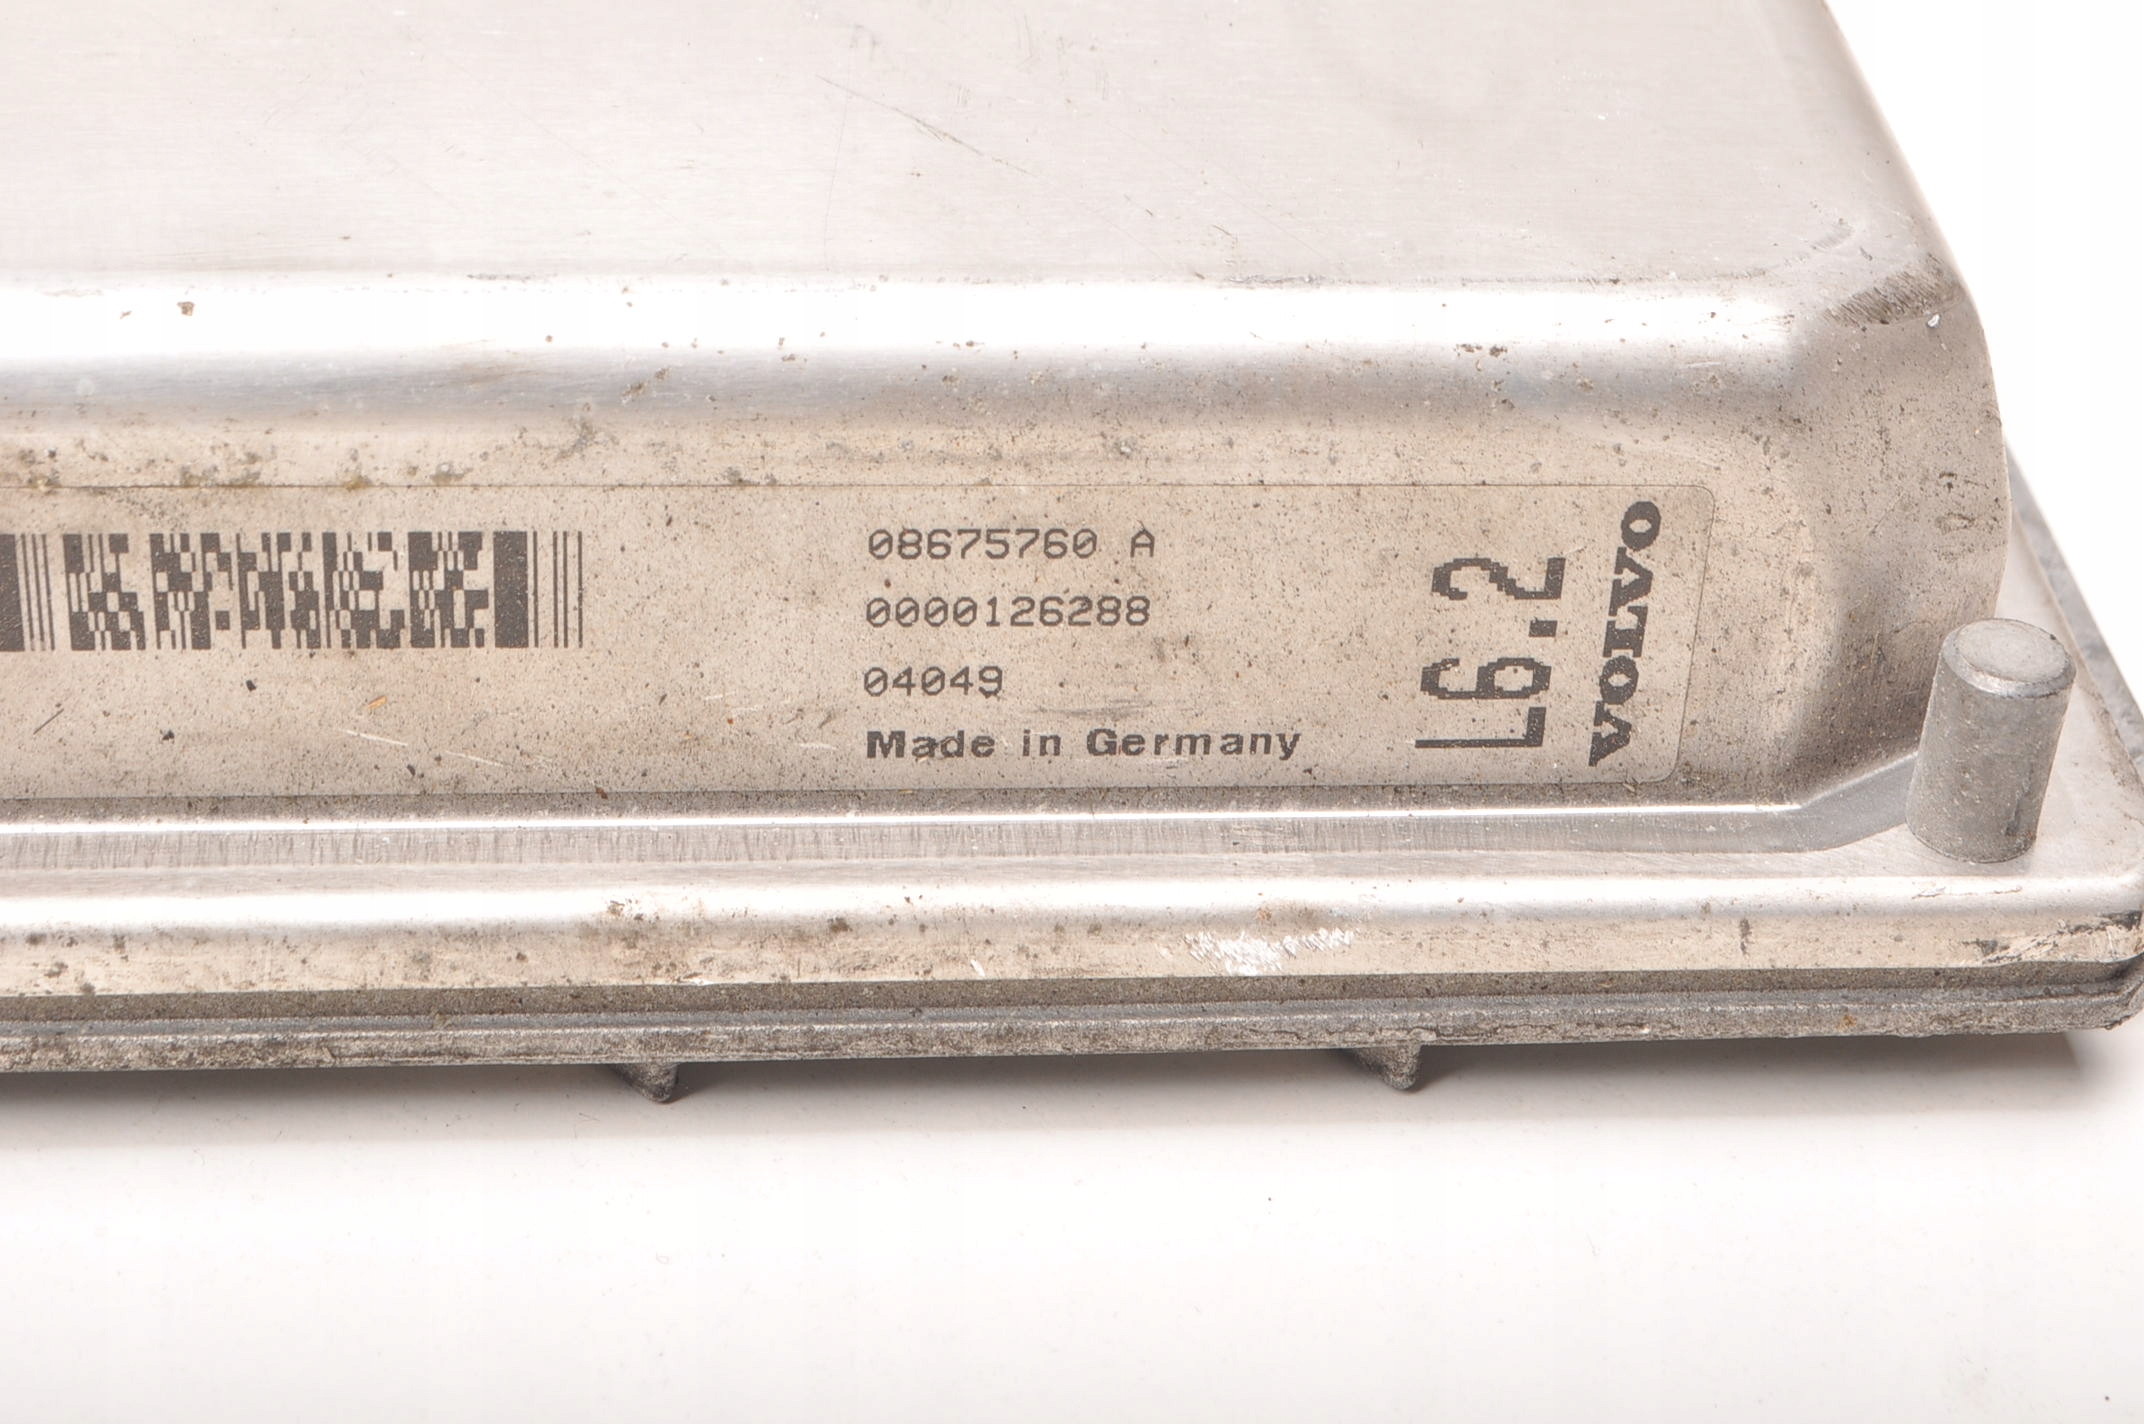 08675760 A
0000126288
04049
Made in Germany
L6.2
VOLVO